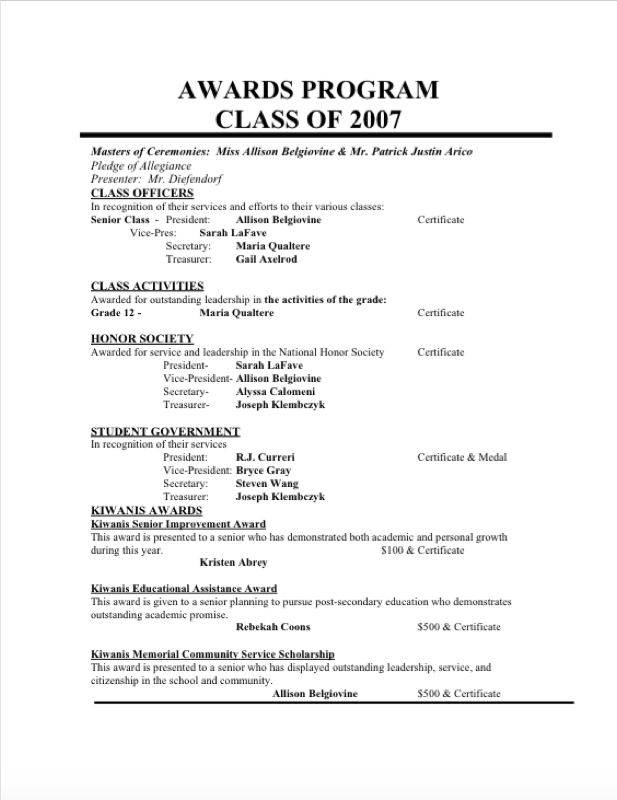 AWARDS PROGRAM
CLASS OF 2007
Masters of Ceremonies: Miss Allison Belgiovine & Mr. Patrick Justin Arico
Pledge of Allegiance
Presenter: Mr. Diefendorf
CLASS OFFICERS
In recognition of their services and efforts to their various classes:
Senior Class - President: Allison Belgiovine Certificate
Vice-Pres: Sarah LaFave
Secretary: Maria Qualtere
Treasurer: Gail Axelrod
CLASS ACTIVITIES
Awarded for outstanding leadership in the activities of the grade:
Grade 12 - Maria Qualtere Certificate
HONOR SOCIETY
Awarded for service and leadership in the National Honor Society Certificate
President- Sarah LaFave
Vice-President- Allison Belgiovine
Secretary- Alyssa Calomeni
Treasurer- Joseph Klembczyk
STUDENT GOVERNMENT
In recognition of their services
President: R.J. Curreri Certificate & Medal
Vice-President: Bryce Gray
Secretary: Steven Wang
Treasurer: Joseph Klembczyk
KIWANIS AWARDS
Kiwanis Senior Improvement Award
This award is presented to a senior who has demonstrated both academic and personal growth
during this year. $100 & Certificate
Kristen Abrey
Kiwanis Educational Assistance Award
This award is given to a senior planning to pursue post-secondary education who demonstrates
outstanding academic promise.
Rebekah Coons $500 & Certificate
Kiwanis Memorial Community Service Scholarship
This award is presented to a senior who has displayed outstanding leadership, service, and
citizenship in the school and community.
Allison Belgiovine $500 & Certificate